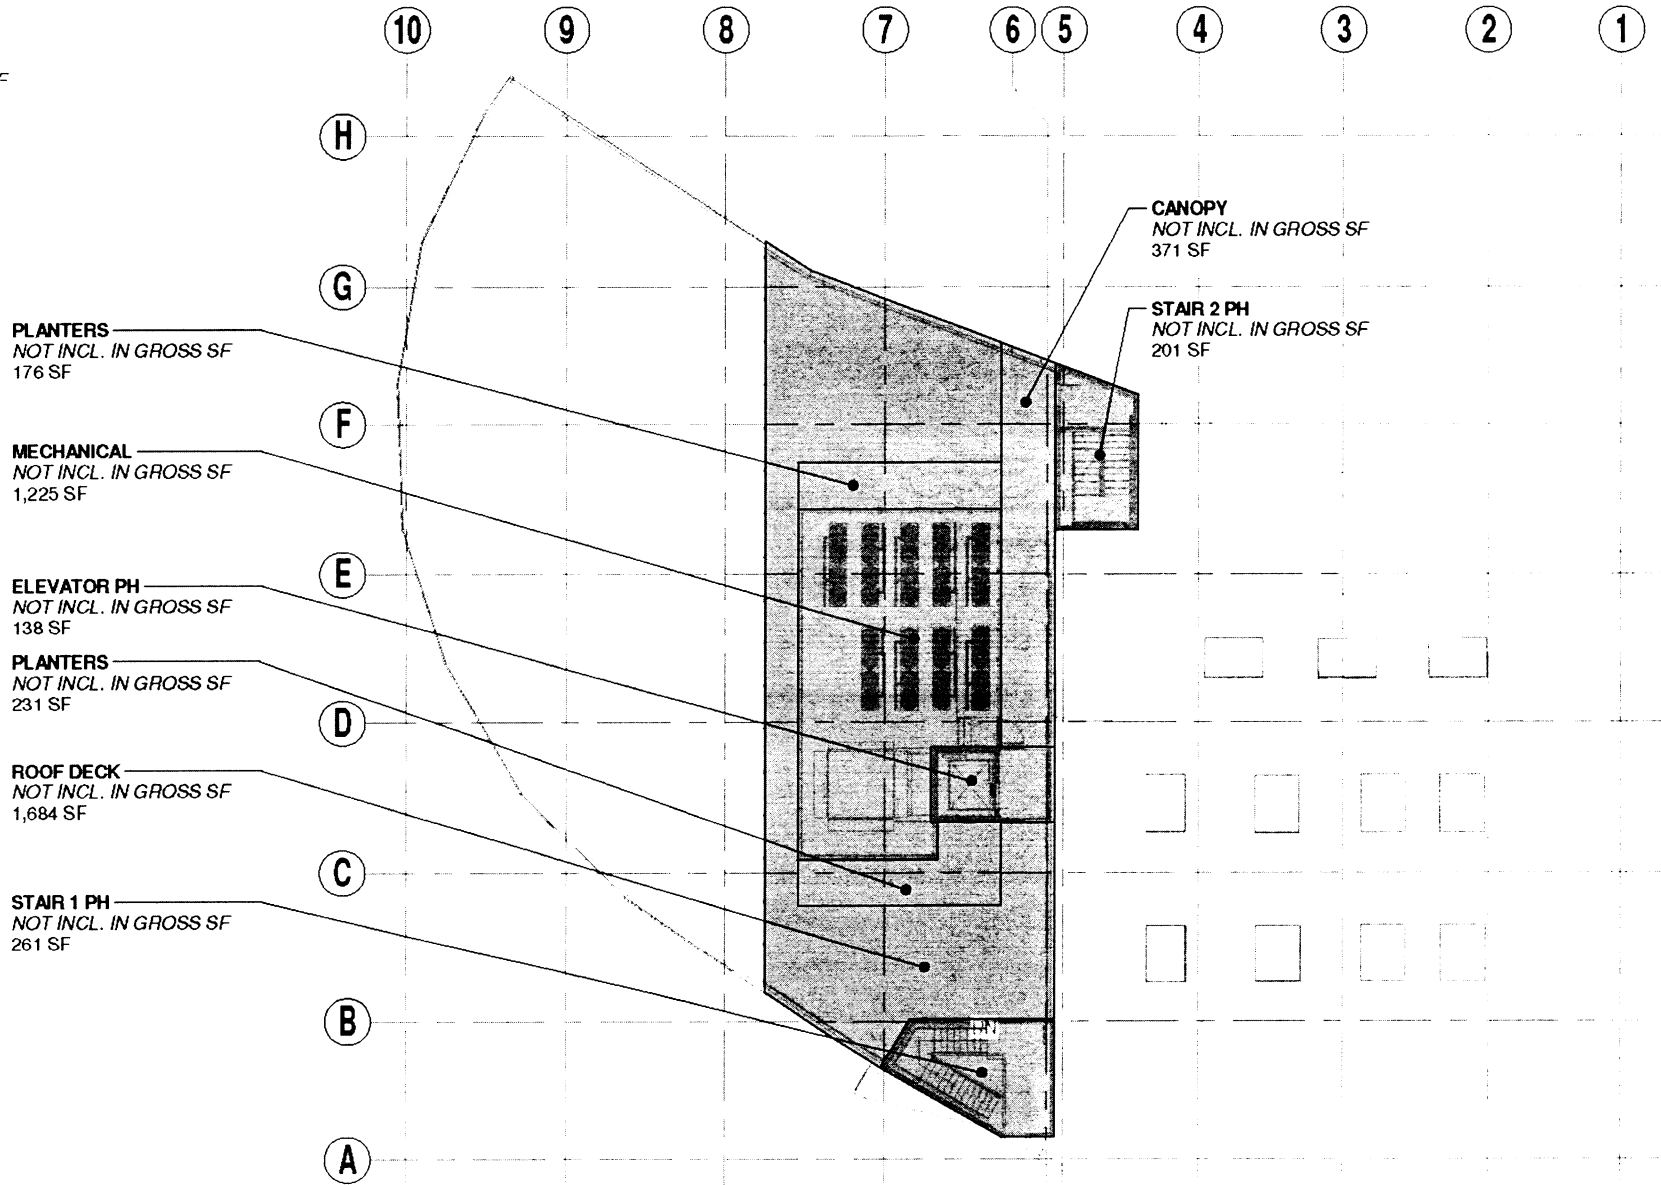 10 9 8 7 6 5 4 3 2 1
H
CANOPY
NOT INCL. IN GROSS SF
371 SF
G
STAIR 2 PH
NOT INCL. IN GROSS SF
201 SF
PLANTERS
NOT INCL. IN GROSS SF
176 SF
F
MECHANICAL
NOT INCL. IN GROSS SF
1,225 SF
E
ELEVATOR PH
NOT INCL. IN GROSS SF
138 SF
PLANTERS
NOT INCL. IN GROSS SF
231 SF
D
ROOF DECK
NOT INCL. IN GROSS SF
1,684 SF
C
STAIR 1 PH
NOT INCL. IN GROSS SF
261 SF
B
DN
A